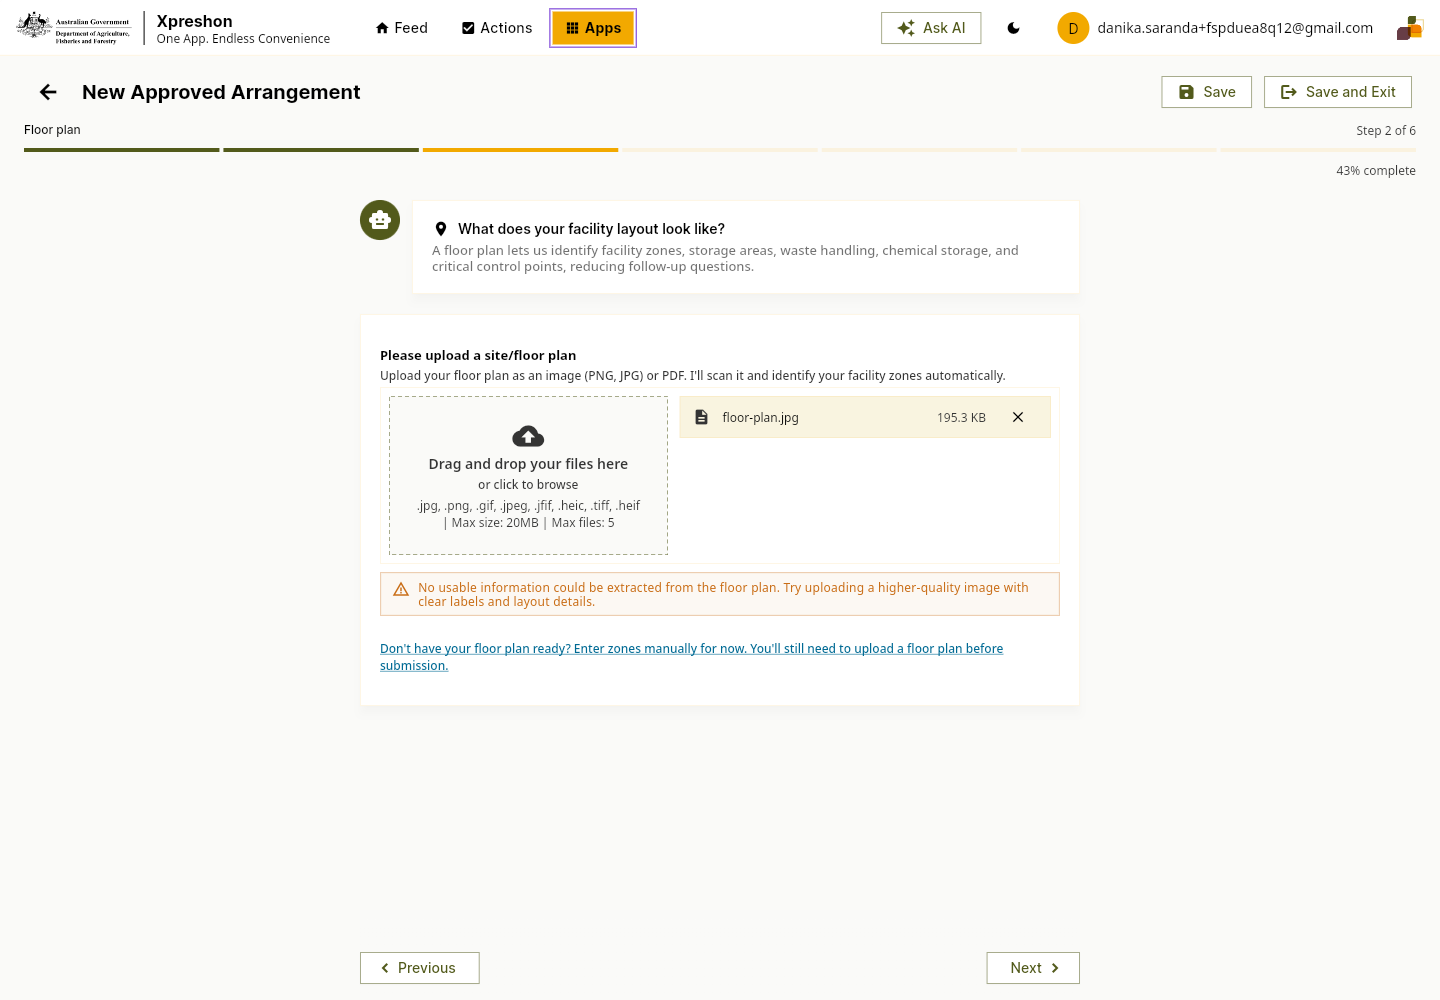 Australian Government
Department of Agriculture,
Fisheries and Forestry
Xpreshon
One App. Endless Convenience
Feed
Actions
Apps
Ask AI
D
danika.saranda+fspduea8q12@gmail.com
New Approved Arrangement
Save
Save and Exit
Floor plan
Step 2 of 6
43% complete
What does your facility layout look like?
A floor plan lets us identify facility zones, storage areas, waste handling, chemical storage, and
critical control points, reducing follow-up questions.
Please upload a site/floor plan
Upload your floor plan as an image (PNG, JPG) or PDF. I'll scan it and identify your facility zones automatically.
Drag and drop your files here
or click to browse
.jpg, .png, .gif, .jpeg, .jfif, .heic, .tiff, .heif
| Max size: 20MB | Max files: 5
floor-plan.jpg
195.3 KB
No usable information could be extracted from the floor plan. Try uploading a higher-quality image with
clear labels and layout details.
Don't have your floor plan ready? Enter zones manually for now. You'll still need to upload a floor plan before
submission.
Previous
Next